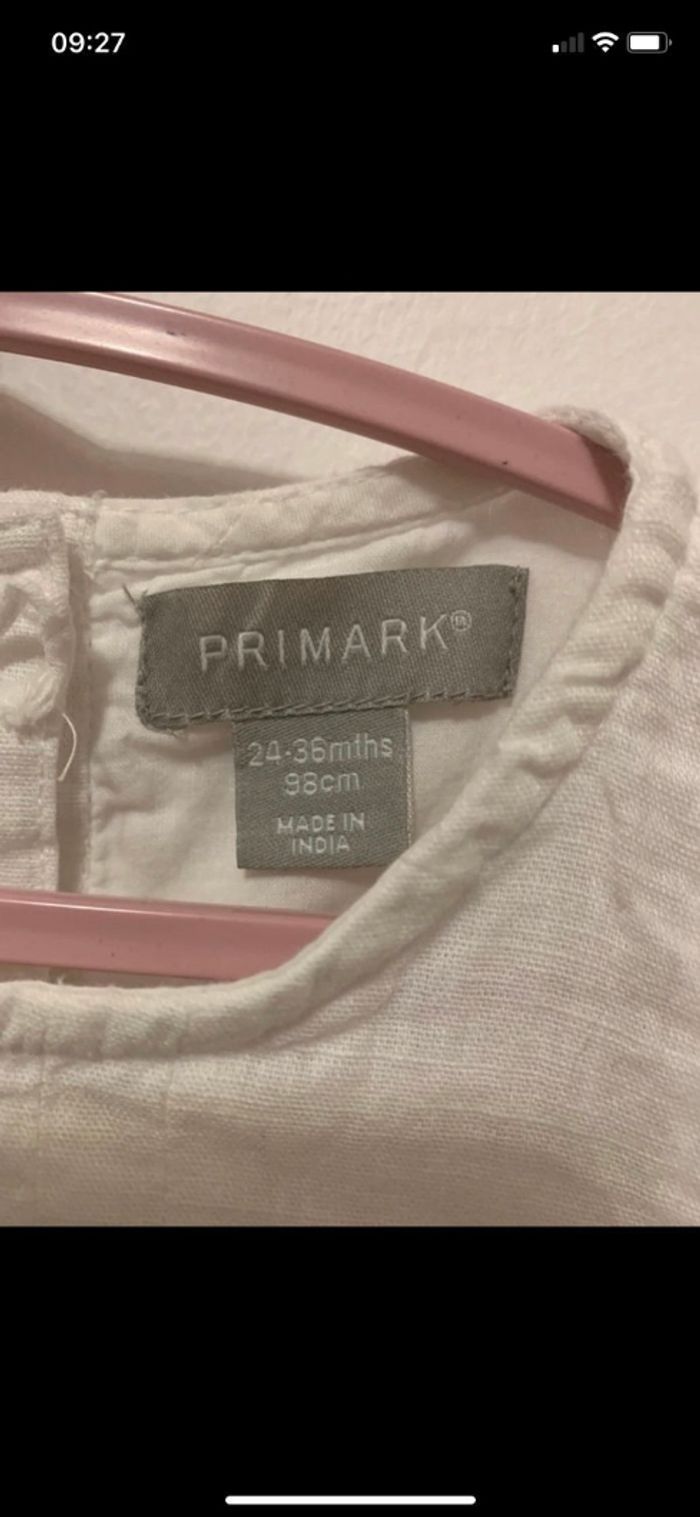 09:27
PRIMARK®
24-36mths
98cm
MADE IN
INDIA